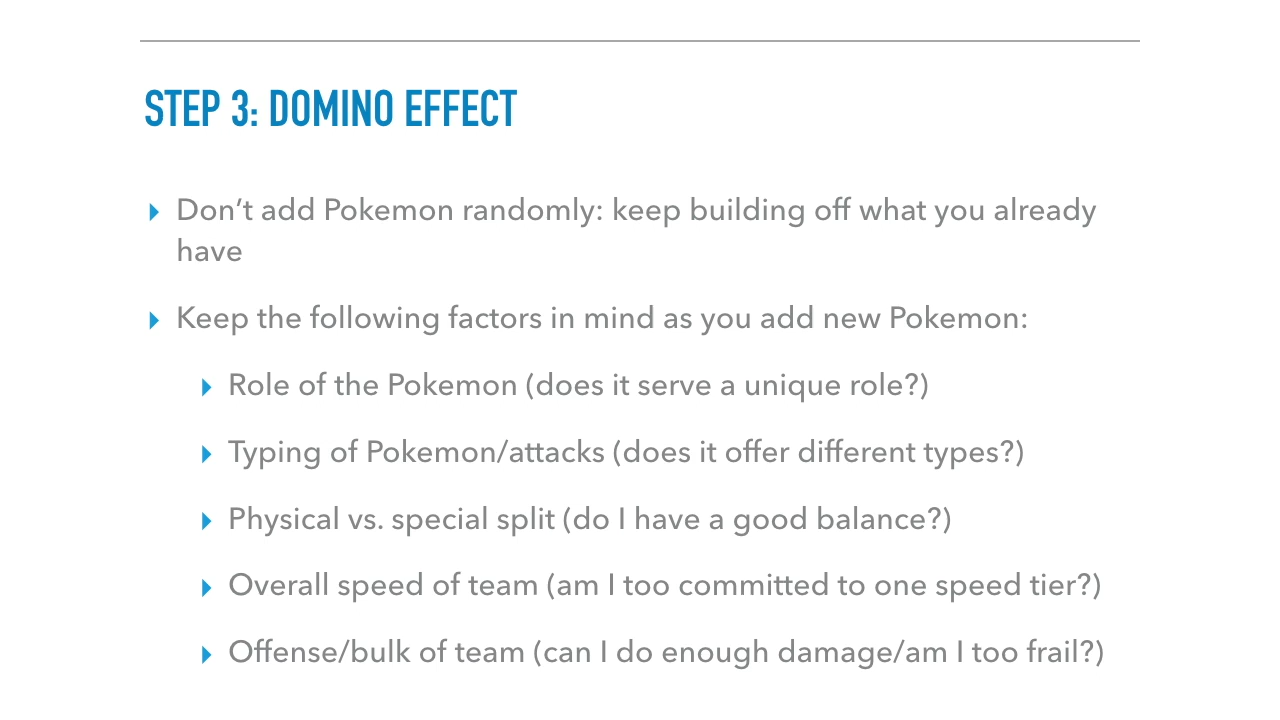 STEP 3: DOMINO EFFECT
Don’t add Pokemon randomly: keep building off what you already
have
Keep the following factors in mind as you add new Pokemon:
Role of the Pokemon (does it serve a unique role?)
Typing of Pokemon/attacks (does it offer different types?)
Physical vs. special split (do I have a good balance?)
Overall speed of team (am I too committed to one speed tier?)
Offense/bulk of team (can I do enough damage/am I too frail?)